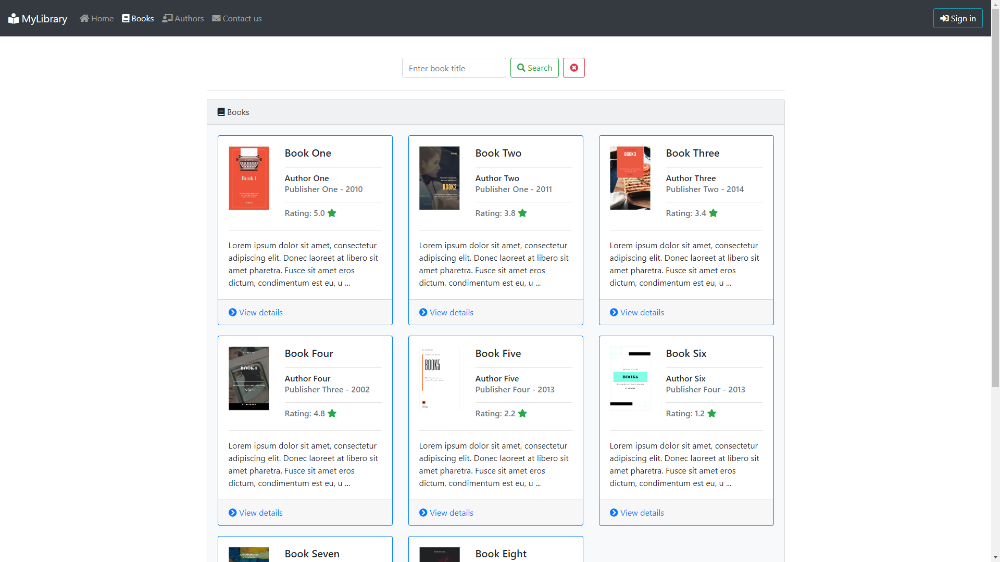 MyLibrary Home Books Authors Contact us Sign in
Enter book title Search
Books
Book One
Author One
Publisher One - 2010
Rating: 5.0
Book 1
Lorem ipsum dolor sit amet, consectetur
adipiscing elit. Donec laoreet at libero sit
amet pharetra. Fusce sit amet eros
dictum, condimentum est eu, u ...
View details
Book Two
Author Two
Publisher One - 2011
Rating: 3.8
BOOK2
Lorem ipsum dolor sit amet, consectetur
adipiscing elit. Donec laoreet at libero sit
amet pharetra. Fusce sit amet eros
dictum, condimentum est eu, u ...
View details
Book Three
Author Three
Publisher Two - 2014
Rating: 3.4
BOOK3
Lorem ipsum dolor sit amet, consectetur
adipiscing elit. Donec laoreet at libero sit
amet pharetra. Fusce sit amet eros
dictum, condimentum est eu, u ...
View details
Book Four
Author Four
Publisher Three - 2002
Rating: 4.8
BOOK4
Lorem ipsum dolor sit amet, consectetur
adipiscing elit. Donec laoreet at libero sit
amet pharetra. Fusce sit amet eros
dictum, condimentum est eu, u ...
View details
Book Five
Author Five
Publisher Four - 2013
Rating: 2.2
BOOK5
Lorem ipsum dolor sit amet, consectetur
adipiscing elit. Donec laoreet at libero sit
amet pharetra. Fusce sit amet eros
dictum, condimentum est eu, u ...
View details
Book Six
Author Six
Publisher Four - 2013
Rating: 1.2
BOOK6
Lorem ipsum dolor sit amet, consectetur
adipiscing elit. Donec laoreet at libero sit
amet pharetra. Fusce sit amet eros
dictum, condimentum est eu, u ...
View details
Book Seven
Book Eight